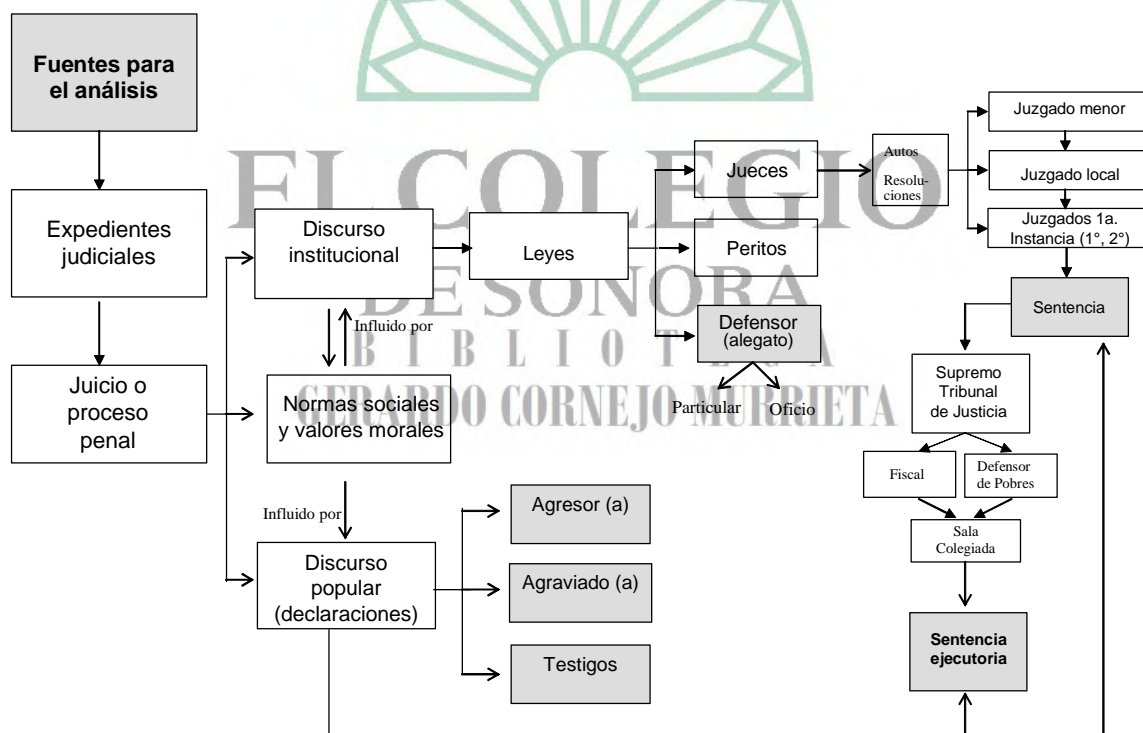 Fuentes para
el análisis
Expedientes
judiciales
Juicio o
proceso
penal
Discurso
institucional
Influido por
Normas sociales
y valores morales
Influido por
Discurso
popular
(declaraciones)
Leyes
Jueces
Peritos
Defensor
(alegato)
Particular
Oficio
Agresor (a)
Agraviado (a)
Testigos
Autos
Resolu-
ciones
Juzgado menor
Juzgado local
Juzgados 1a.
Instancia (1°, 2°)
Sentencia
Supremo
Tribunal
de Justicia
Fiscal
Defensor
de Pobres
Sala
Colegiada
Sentencia
ejecutoria
EL COLEGIO
DE SONORA
BIBLIOTECA
GERARDO CORNEJO MURRIETA